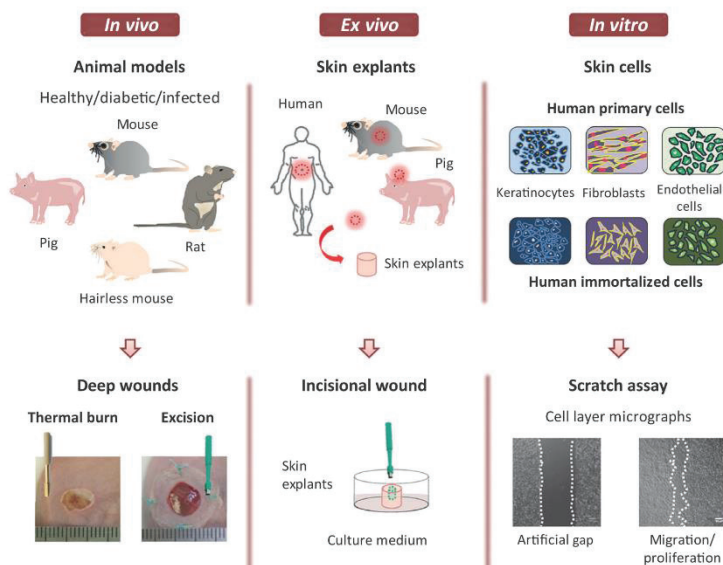 In vivo
Animal models
Healthy/diabetic/infected
Mouse
Pig
Rat
Hairless mouse
Deep wounds
Thermal burn
Excision
Ex vivo
Skin explants
Human
Mouse
Pig
Skin explants
Incisional wound
Skin
explants
Culture medium
In vitro
Skin cells
Human primary cells
Keratinocytes
Fibroblasts
Endothelial
cells
Human immortalized cells
Scratch assay
Cell layer micrographs
Artificial gap
Migration/
proliferation